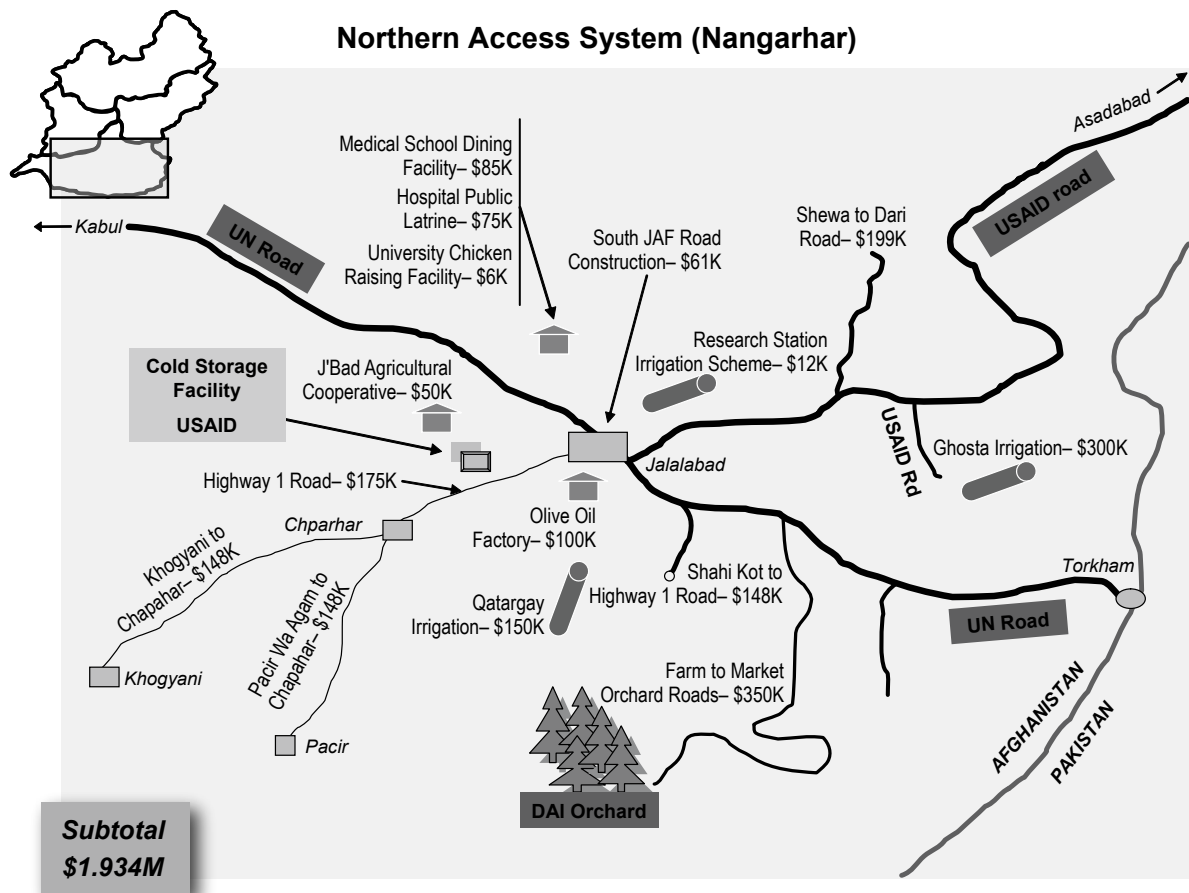 Northern Access System (Nangarhar)
Asadabad
USAID road
Medical School Dining
Facility– $85K
Hospital Public
Latrine– $75K
University Chicken
Raising Facility– $6K
Kabul
UN Road
South JAF Road
Construction– $61K
Shewa to Dari
Road– $199K
Research Station
Irrigation Scheme– $12K
Cold Storage
Facility
USAID
J'Bad Agricultural
Cooperative– $50K
USAID Rd
Ghosta Irrigation– $300K
Jalalabad
Highway 1 Road– $175K
Chparhar
Olive Oil
Factory– $100K
Khogyani to
Chapahar– $148K
Pacir Wa Agam to
Chapahar– $148K
Shahi Kot to
Highway 1 Road– $148K
Torkham
Qatargay
Irrigation– $150K
UN Road
Khogyani
Farm to Market
Orchard Roads– $350K
Pacir
AFGHANISTAN
PAKISTAN
DAI Orchard
Subtotal
$1.934M